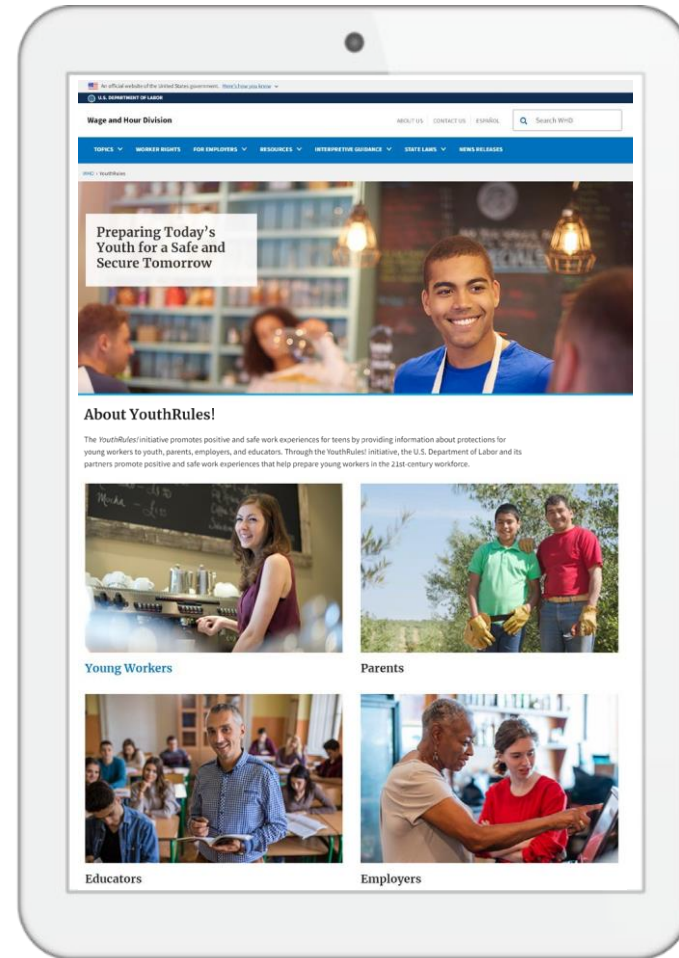 An official website of the United States government. Here's how you know
U.S. DEPARTMENT OF LABOR
Wage and Hour Division
ABOUT US CONTACT US ESPAÑOL Search WHD
TOPICS WORKER RIGHTS FOR EMPLOYERS RESOURCES INTERPRETIVE GUIDANCE STATE LAWS NEWS RELEASES
WHD › YouthRules
Preparing Today's
Youth for a Safe and
Secure Tomorrow
About YouthRules!
The YouthRules! initiative promotes positive and safe work experiences for teens by providing information about protections for
young workers to youth, parents, employers, and educators. Through the YouthRules! initiative, the U.S. Department of Labor and its
partners promote positive and safe work experiences that help prepare young workers in the 21st-century workforce.
Mocha
Young Workers
Parents
Educators
Employers